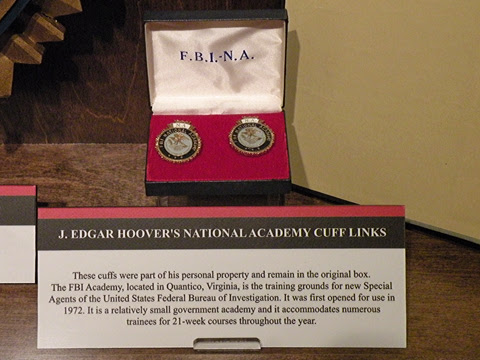 F.B.I.-N.A.
J. EDGAR HOOVER'S NATIONAL ACADEMY CUFF LINKS
These cuffs were part of his personal property and remain in the original box.
The FBI Academy, located in Quantico, Virginia, is the training grounds for new Special
Agents of the United States Federal Bureau of Investigation. It was first opened for use in
1972. It is a relatively small government academy and it accommodates numerous
trainees for 21-week courses throughout the year.